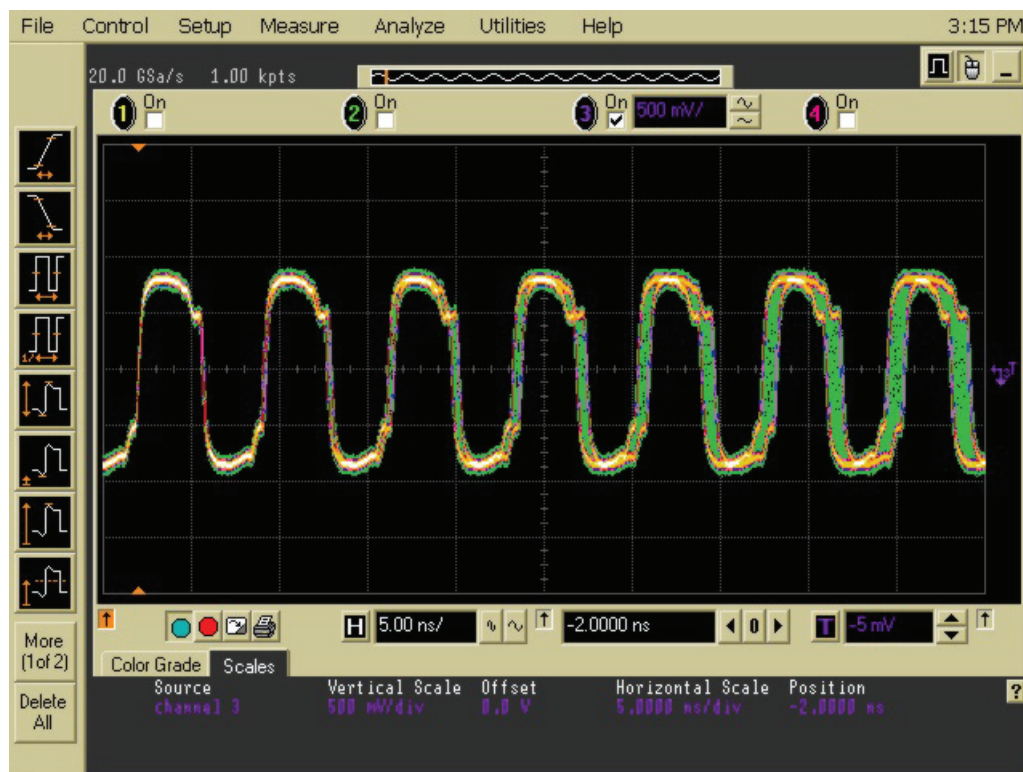 File Control Setup Measure Analyze Utilities Help 3:15 PM
20.0 GSa/s 1.00 kpts
1 On 2 On 3 On 500 mV/ 4 On
T
1/
More
(1of 2)
Delete
All
H 5.00 ns/ -2.0000 ns 0 T -5 mV
Color Grade Scales
Source Vertical Scale Offset Horizontal Scale Position
channel 3 500 mV/div 0.0 V 5.0000 ns/div -2.0000 ns
?